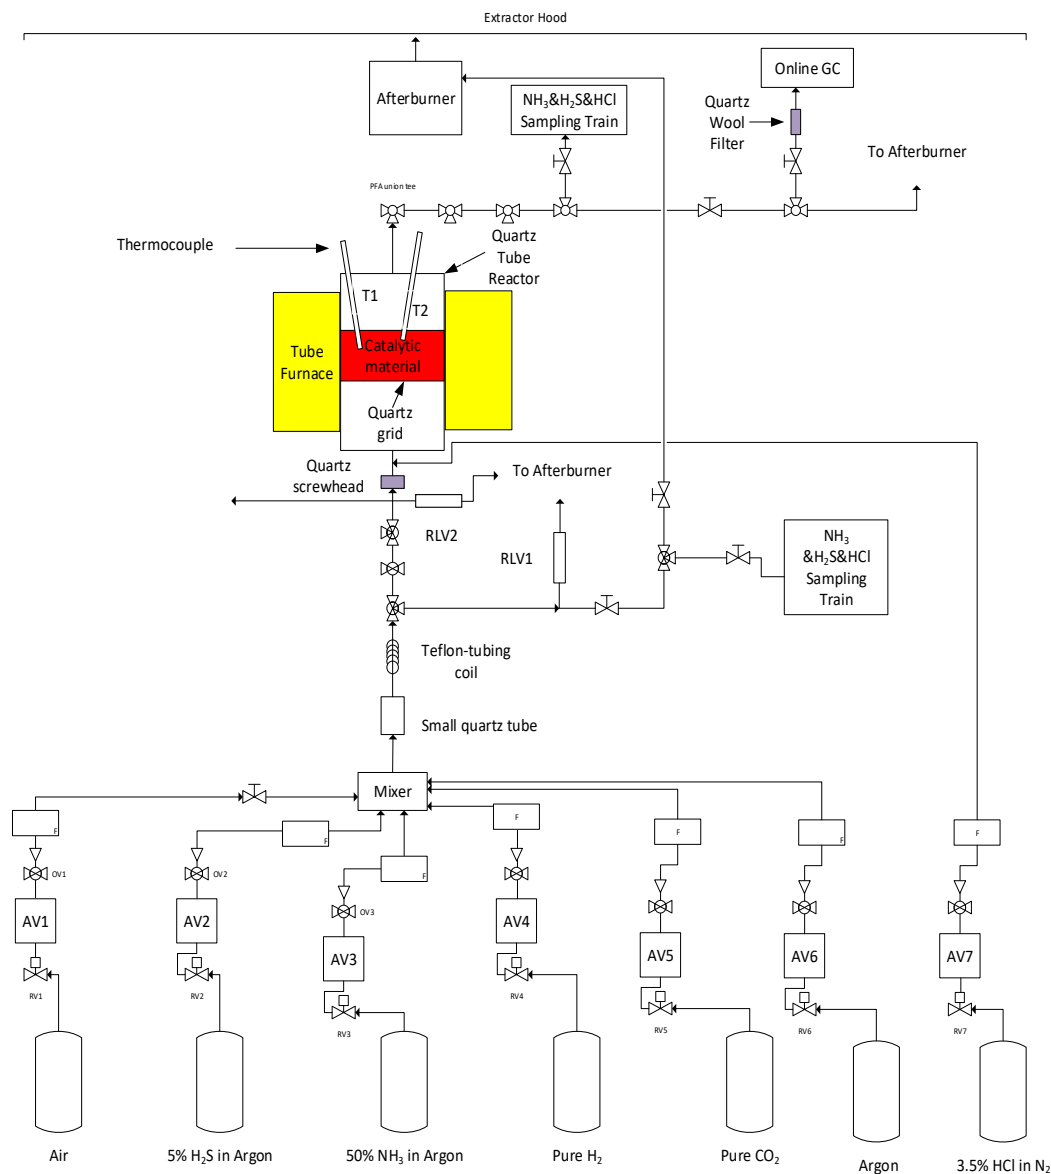 Extractor Hood
Afterburner
NH₃&H₂S&HCl
Sampling Train
Online GC
Quartz
Wool
Filter
To Afterburner
PFA union tee
Thermocouple
Quartz
Tube
Reactor
T1
T2
Tube
Furnace
Catalytic
material
Quartz
grid
Quartz
screwhead
To Afterburner
RLV2
RLV1
NH₃
&H₂S&HCl
Sampling
Train
Teflon-tubing
coil
Small quartz tube
Mixer
F
F
F
F
F
F
F
OV1
OV2
OV3
AV1
AV2
AV3
AV4
AV5
AV6
AV7
RV1
RV2
RV3
RV4
RV5
RV6
RV7
Air
5% H₂S in Argon
50% NH₃ in Argon
Pure H₂
Pure CO₂
Argon
3.5% HCl in N₂